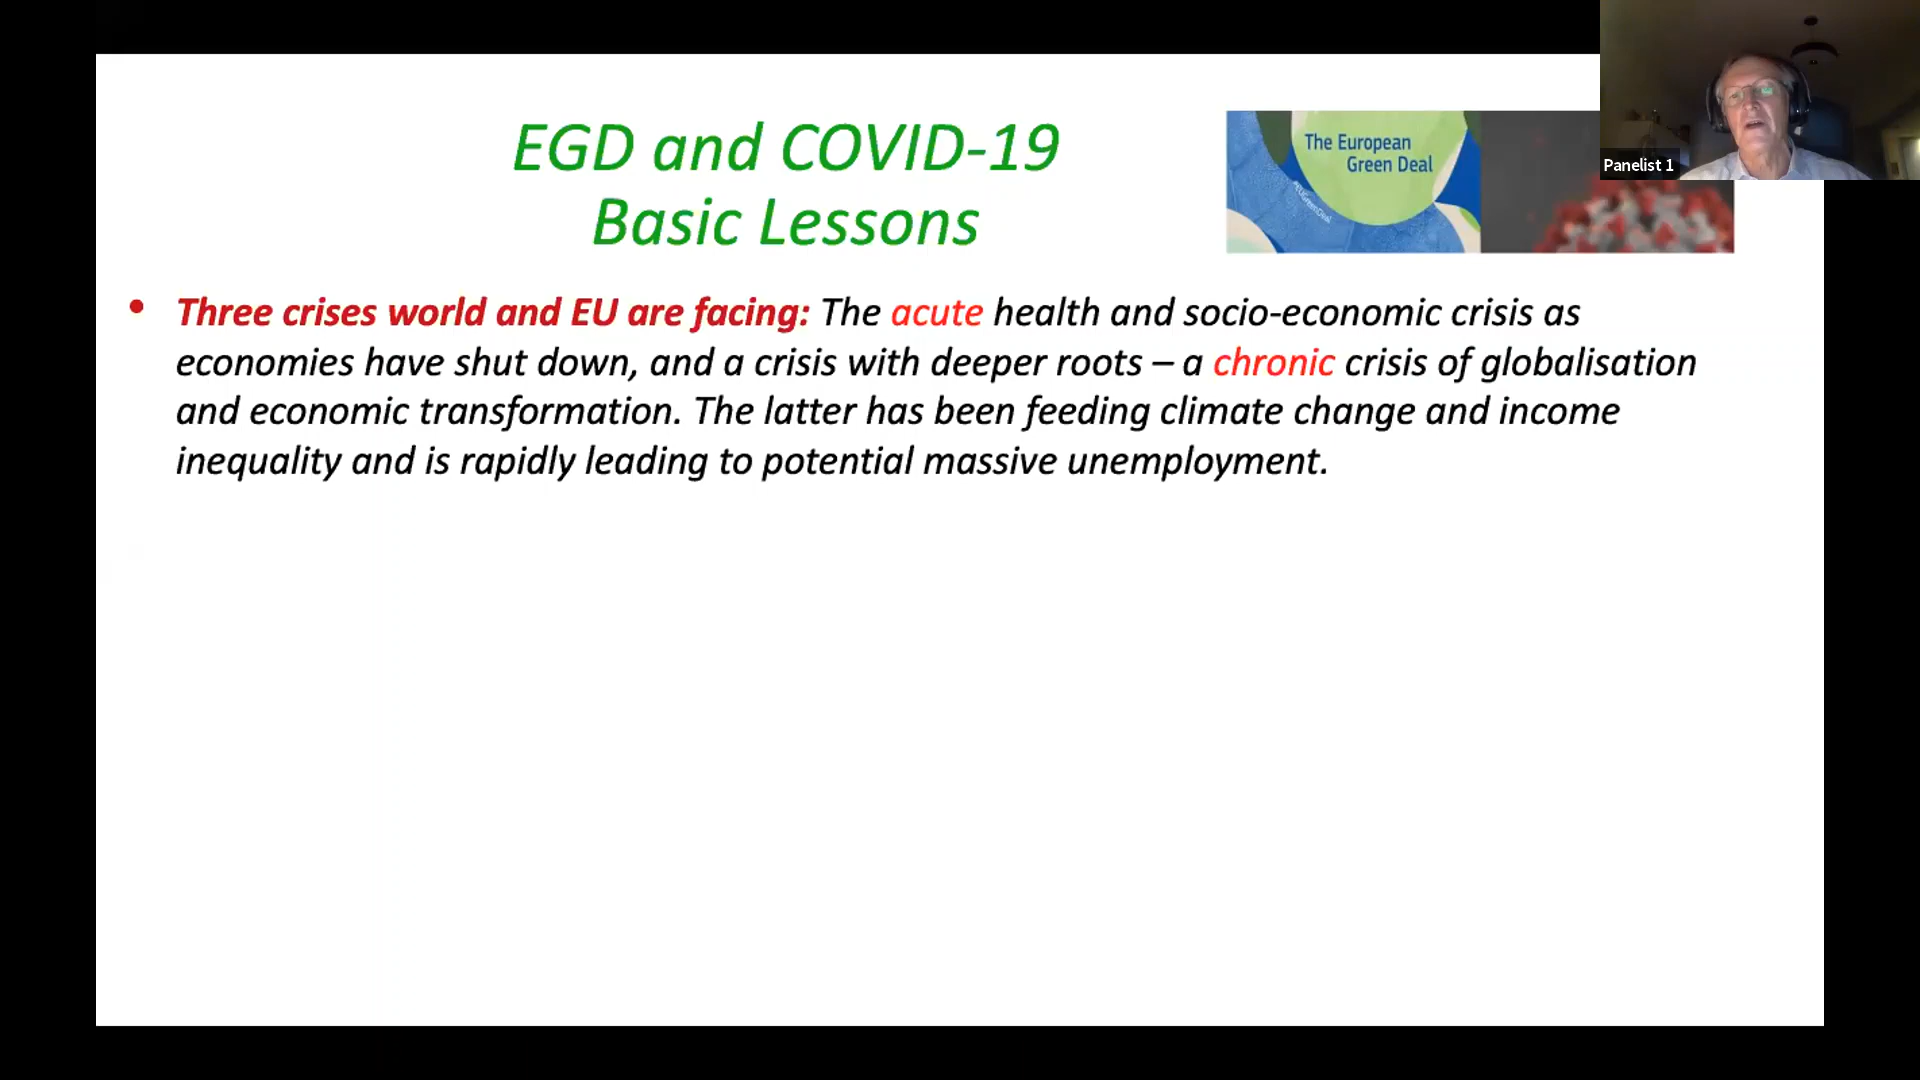 EGD and COVID-19
Basic Lessons
The European
Green Deal
#EUGreenDeal
Panelist 1
• Three crises world and EU are facing: The acute health and socio-economic crisis as
economies have shut down, and a crisis with deeper roots – a chronic crisis of globalisation
and economic transformation. The latter has been feeding climate change and income
inequality and is rapidly leading to potential massive unemployment.